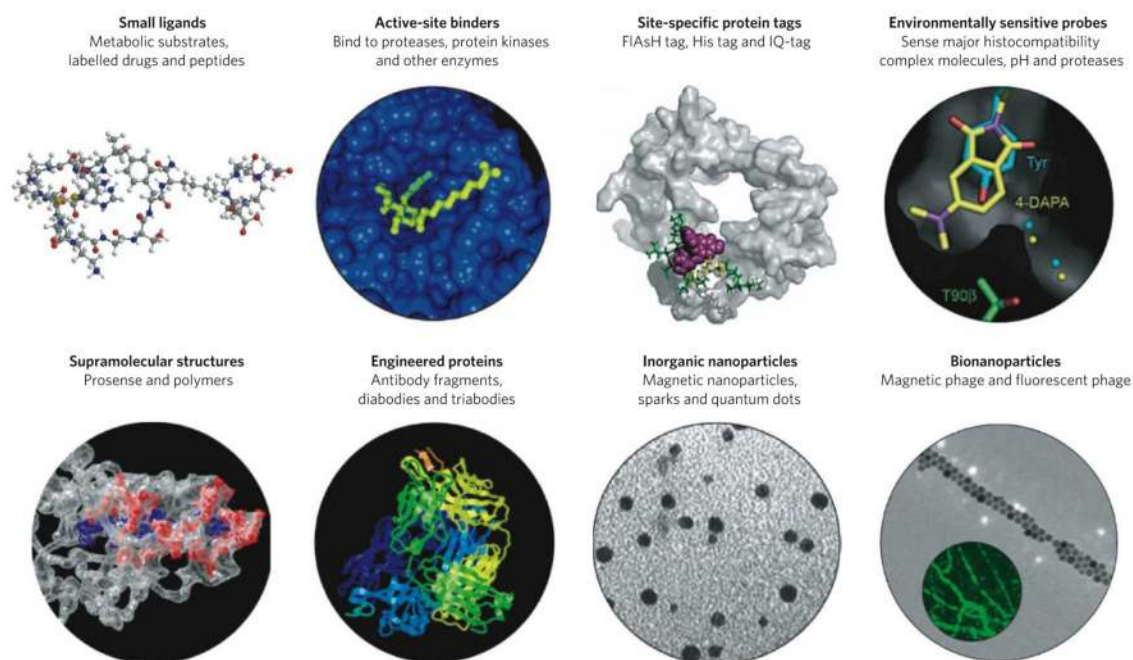 Small ligands
Metabolic substrates,
labelled drugs and peptides
Active-site binders
Bind to proteases, protein kinases
and other enzymes
Site-specific protein tags
FlAsH tag, His tag and IQ-tag
Environmentally sensitive probes
Sense major histocompatibility
complex molecules, pH and proteases
Tyr
4-DAPA
T90β
Supramolecular structures
Prosense and polymers
Engineered proteins
Antibody fragments,
diabodies and triabodies
Inorganic nanoparticles
Magnetic nanoparticles,
sparks and quantum dots
Bionanoparticles
Magnetic phage and fluorescent phage